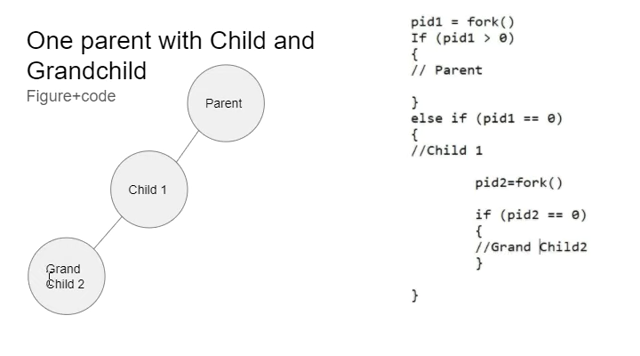 One parent with Child and
Grandchild
Figure+code
Parent
Child 1
Grand
Child 2
pid1 = fork()
If (pid1 > 0)
{
// Parent
}
else if (pid1 == 0)
{
//Child 1
pid2=fork()
if (pid2 == 0)
{
//Grand Child2
}
}